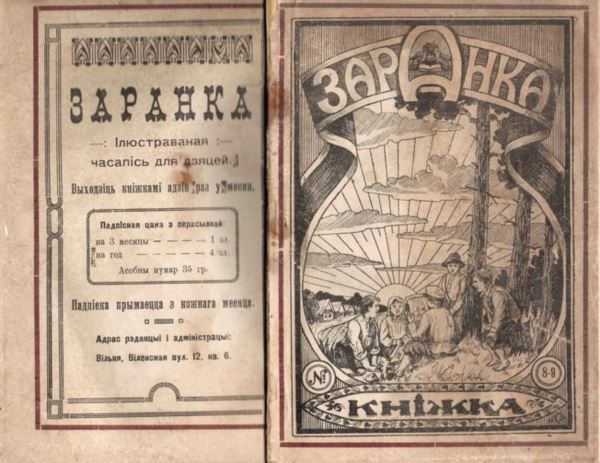 ЗАРАНКА
—: Ілюстраваная :—
часапісь для дзяцей.
Выходзіць кніжкамі адзін раз у месяц.
Падпісная цана з перасылкай:
на 3 месяцы — — — — 1 зл.
на год — — — — — 4 зл.
Асобны нумар 35 гр.
Падпіска прымаецца з кожнага месяца.
Адрас рэдакцыі і адміністрацыі:
Вільня, Віленская вул. 12, кв. 6.
ЗАРАНКА
№ 8-9
КНІЖКА